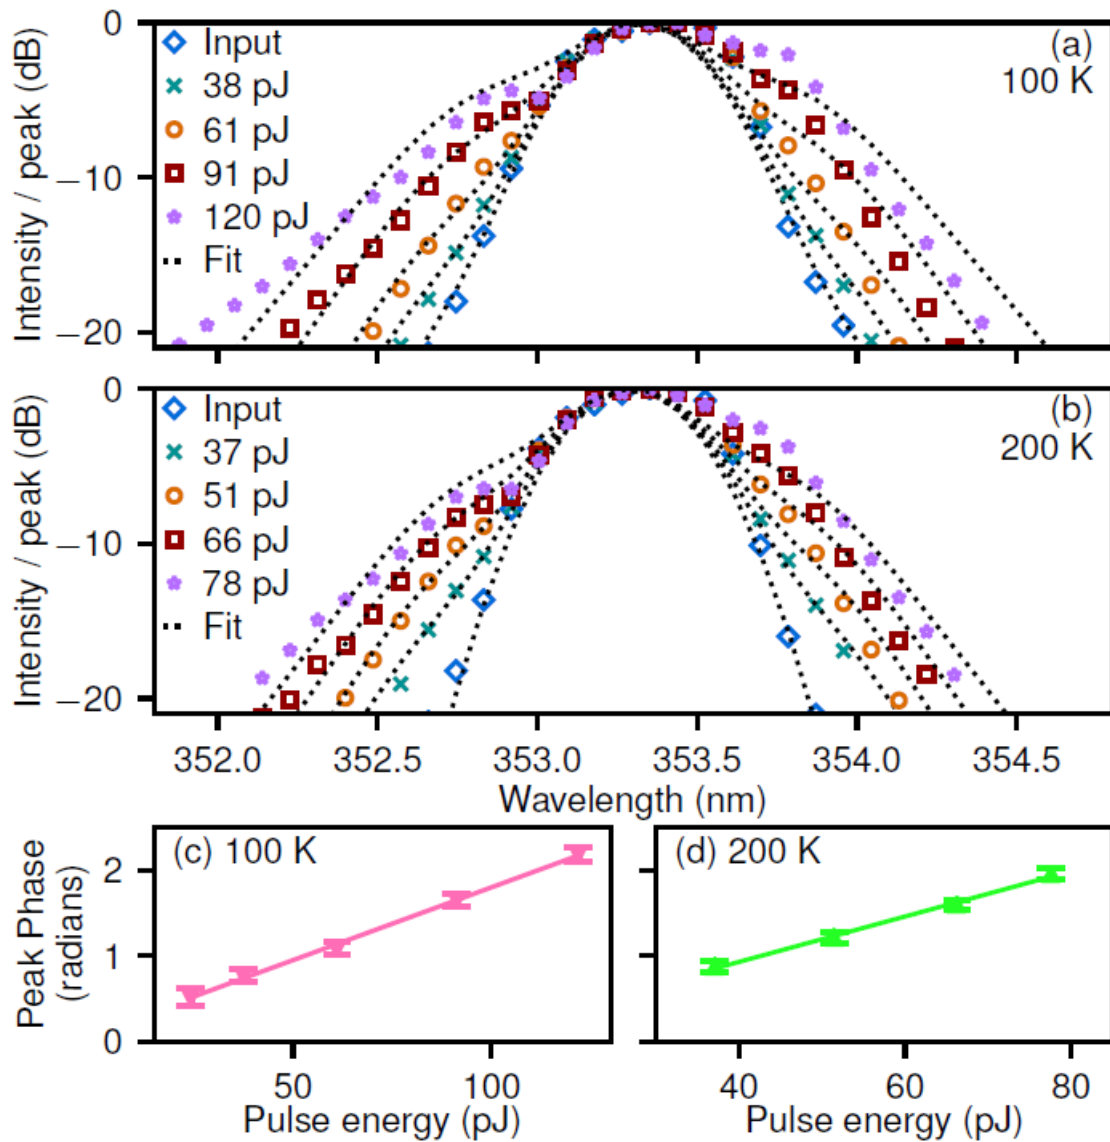 Intensity / peak (dB)
0
−10
−20
Input
38 pJ
61 pJ
91 pJ
120 pJ
Fit
(a)
100 K
Intensity / peak (dB)
0
−10
−20
Input
37 pJ
51 pJ
66 pJ
78 pJ
Fit
(b)
200 K
352.0 352.5 353.0 353.5 354.0 354.5
Wavelength (nm)
Peak Phase
(radians)
2
1
0
(c) 100 K
50 100
Pulse energy (pJ)
(d) 200 K
40 60 80
Pulse energy (pJ)